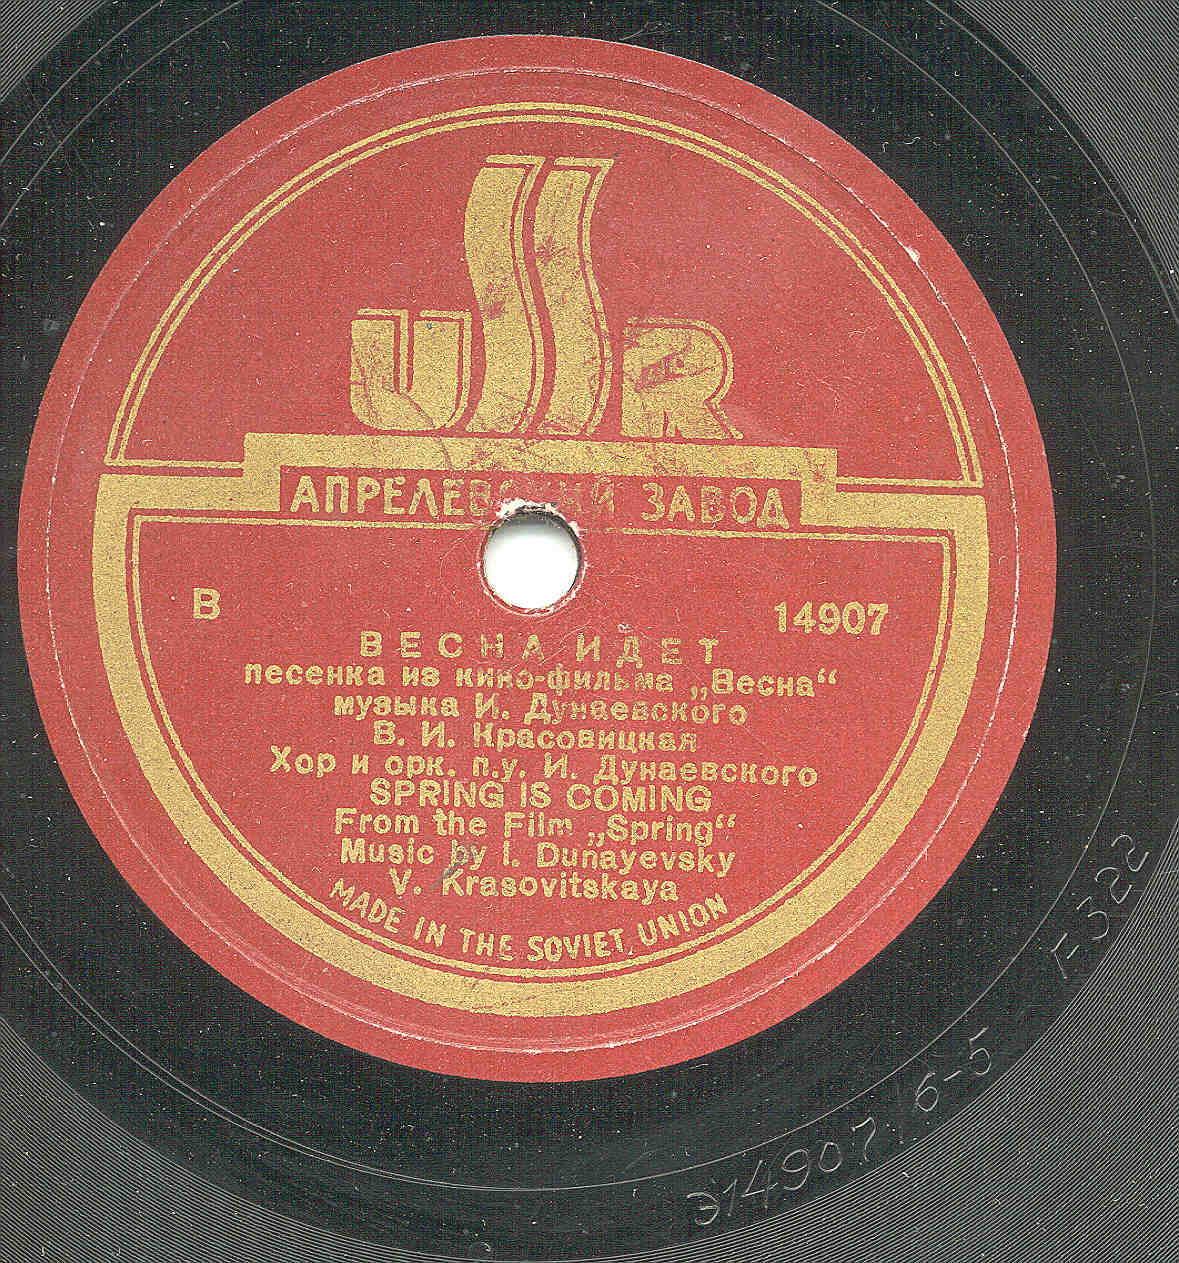 USSR
АПРЕЛЕВСКИЙ ЗАВОД
В
14907
ВЕСНА ИДЕТ
песенка из кино-фильма „Весна“
музыка И. Дунаевского
В. И. Красовицкая
Хор и орк. п.у. И. Дунаевского
SPRING IS COMING
From the Film „Spring“
Music by I. Dunayevsky
V. Krasovitskaya
MADE IN THE SOVIET UNION
Г-322
Э14907/6-5